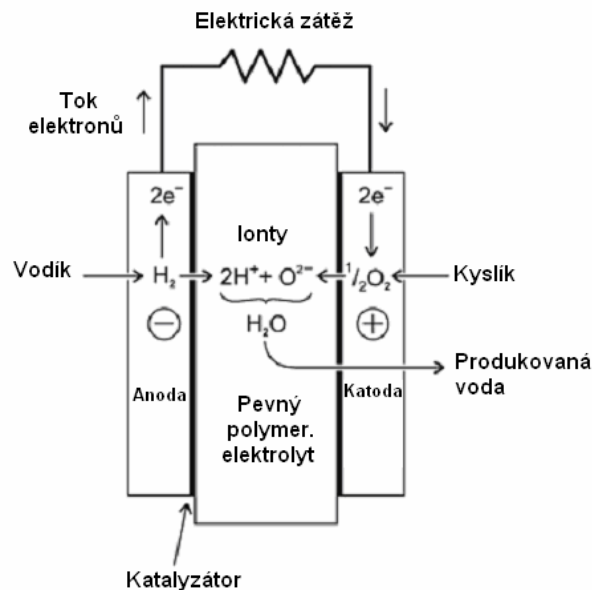 Elektrická zátěž
Tok
elektronů
2e⁻
2e⁻
Ionty
Vodík
H₂
2H⁺+ O²⁻
¹/₂O₂
Kyslík
−
H₂O
+
Produkovaná
voda
Anoda
Katoda
Pevný
polymer.
elektrolyt
Katalyzátor